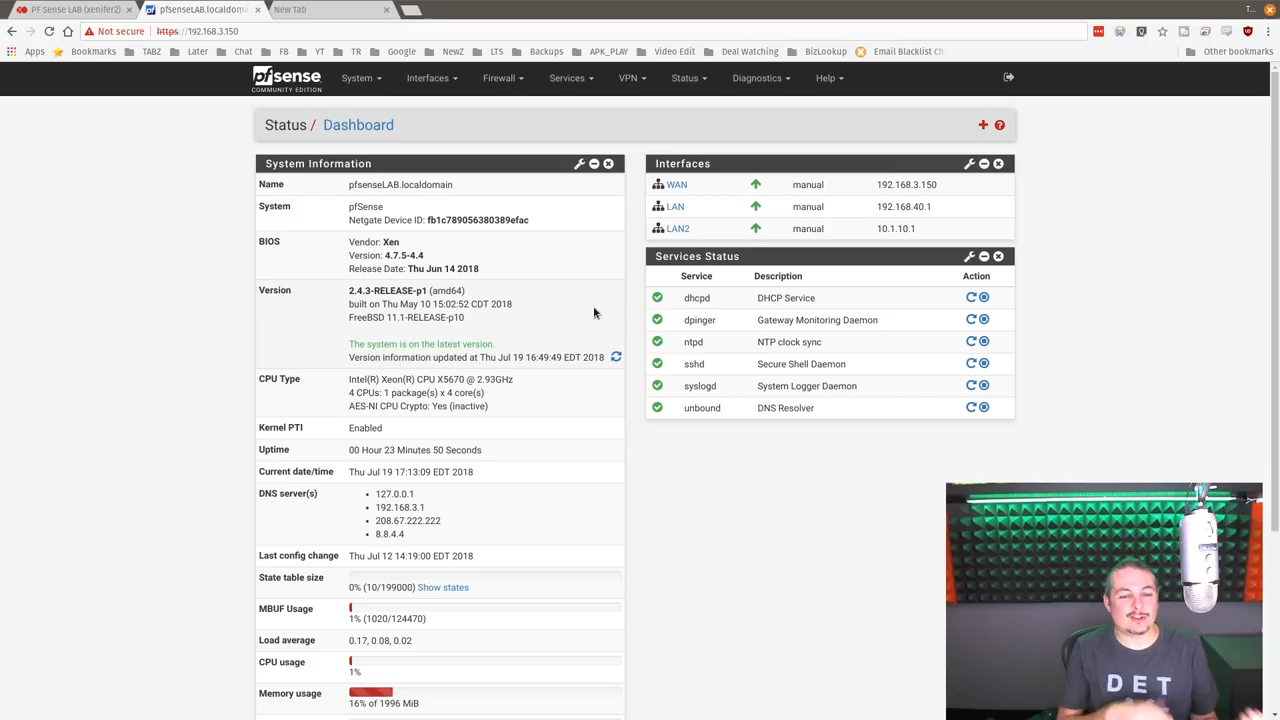 PF Sense LAB (xenifer2)
pfsenseLAB.localdoma
New Tab
T...
Not secure
https://192.168.3.150
Apps
Bookmarks
TABZ
Later
Chat
FB
YT
TR
Google
NewZ
LTS
Backups
APK_PLAY
Video Edit
Deal Watching
BizLookup
Email Blacklist Ch
Other bookmarks
pfsense
COMMUNITY EDITION
System
Interfaces
Firewall
Services
VPN
Status
Diagnostics
Help
Status / Dashboard
System Information
Name pfsenseLAB.localdomain
System pfSense
Netgate Device ID: fb1c789056380389efac
BIOS Vendor: Xen
Version: 4.7.5-4.4
Release Date: Thu Jun 14 2018
Version 2.4.3-RELEASE-p1 (amd64)
built on Thu May 10 15:02:52 CDT 2018
FreeBSD 11.1-RELEASE-p10
The system is on the latest version.
Version information updated at Thu Jul 19 16:49:49 EDT 2018
CPU Type Intel(R) Xeon(R) CPU X5670 @ 2.93GHz
4 CPUs: 1 package(s) x 4 core(s)
AES-NI CPU Crypto: Yes (inactive)
Kernel PTI Enabled
Uptime 00 Hour 23 Minutes 50 Seconds
Current date/time Thu Jul 19 17:13:09 EDT 2018
DNS server(s) • 127.0.0.1
• 192.168.3.1
• 208.67.222.222
• 8.8.4.4
Last config change Thu Jul 12 14:19:00 EDT 2018
State table size
0% (10/199000) Show states
MBUF Usage
1% (1020/124470)
Load average 0.17, 0.08, 0.02
CPU usage
1%
Memory usage
16% of 1996 MiB
Interfaces
WAN manual 192.168.3.150
LAN manual 192.168.40.1
LAN2 manual 10.1.10.1
Services Status
Service Description Action
dhcpd DHCP Service
dpinger Gateway Monitoring Daemon
ntpd NTP clock sync
sshd Secure Shell Daemon
syslogd System Logger Daemon
unbound DNS Resolver
DET